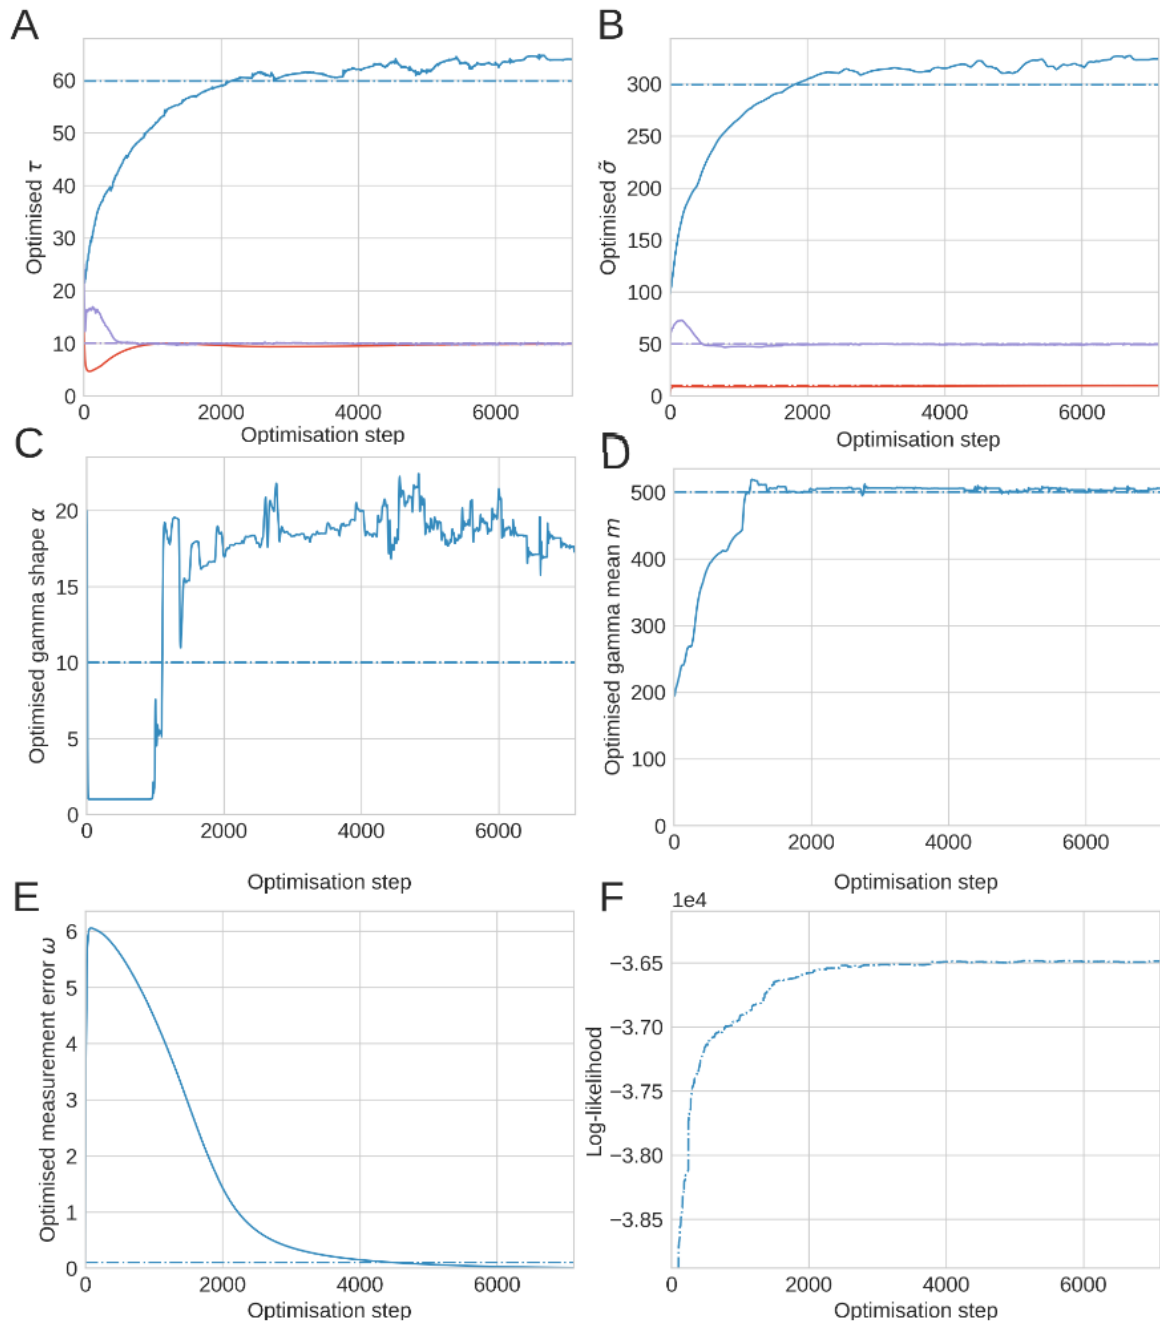 A
Optimised τ
60
50
40
30
20
10
0
0 2000 4000 6000
Optimisation step
B
Optimised σ̃
300
250
200
150
100
50
0
0 2000 4000 6000
Optimisation step
C
Optimised gamma shape α
20
15
10
5
0
0 2000 4000 6000
Optimisation step
D
Optimised gamma mean m
500
400
300
200
100
0
0 2000 4000 6000
Optimisation step
E
Optimised measurement error ω
6
5
4
3
2
1
0
0 2000 4000 6000
Optimisation step
F
1e4
Log-likelihood
−3.65
−3.70
−3.75
−3.80
−3.85
0 2000 4000 6000
Optimisation step